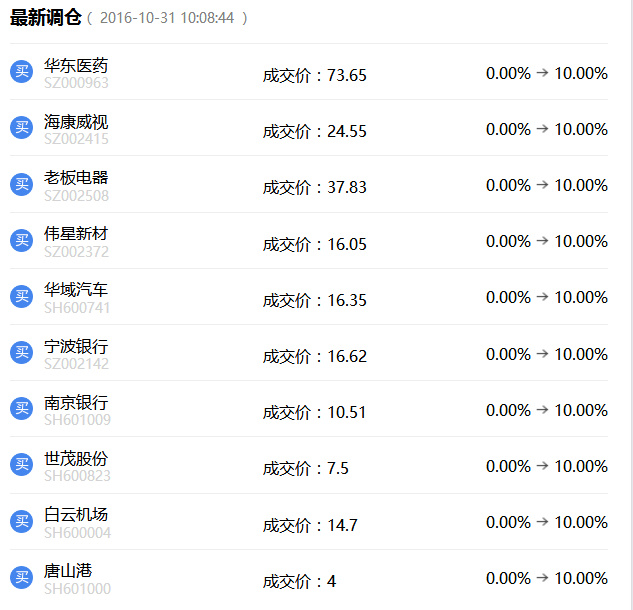 最新调仓（ 2016-10-31 10:08:44 ）
买 华东医药 成交价：73.65 0.00% → 10.00%
SZ000963
买 海康威视 成交价：24.55 0.00% → 10.00%
SZ002415
买 老板电器 成交价：37.83 0.00% → 10.00%
SZ002508
买 伟星新材 成交价：16.05 0.00% → 10.00%
SZ002372
买 华域汽车 成交价：16.35 0.00% → 10.00%
SH600741
买 宁波银行 成交价：16.62 0.00% → 10.00%
SZ002142
买 南京银行 成交价：10.51 0.00% → 10.00%
SH601009
买 世茂股份 成交价：7.5 0.00% → 10.00%
SH600823
买 白云机场 成交价：14.7 0.00% → 10.00%
SH600004
买 唐山港 成交价：4 0.00% → 10.00%
SH601000